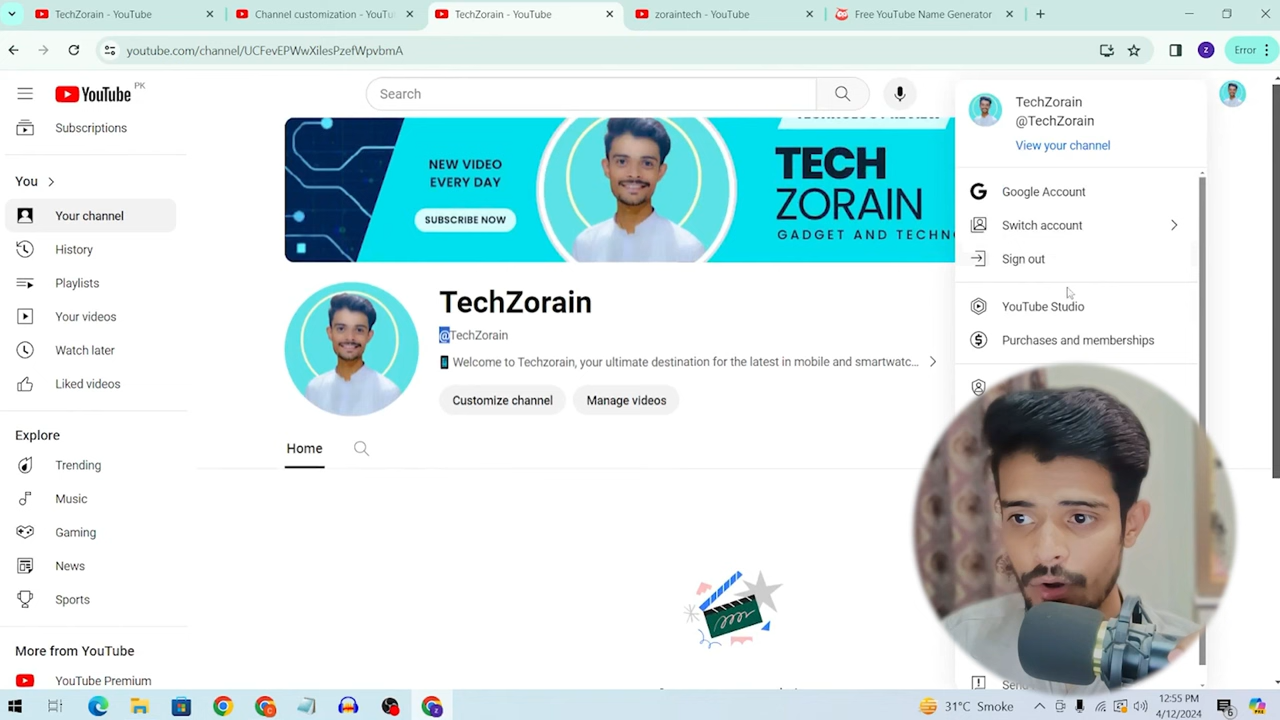 TechZorain - YouTube
Channel customization - YouTu
TechZorain - YouTube
zoraintech - YouTube
Free YouTube Name Generator
youtube.com/channel/UCFevEPWwXilesPzefWpvbmA
Error
YouTube PK
Search
Subscriptions
You
Your channel
History
Playlists
Your videos
Watch later
Liked videos
Explore
Trending
Music
Gaming
News
Sports
More from YouTube
YouTube Premium
NEW VIDEO
EVERY DAY
SUBSCRIBE NOW
TECH
ZORAIN
GADGET AND TECHN
TechZorain
@TechZorain
Welcome to Techzorain, your ultimate destination for the latest in mobile and smartwatc...
Customize channel
Manage videos
Home
TechZorain
@TechZorain
View your channel
Google Account
Switch account
Sign out
YouTube Studio
Purchases and memberships
31°C Smoke
12:55 PM
4/12/2024
6